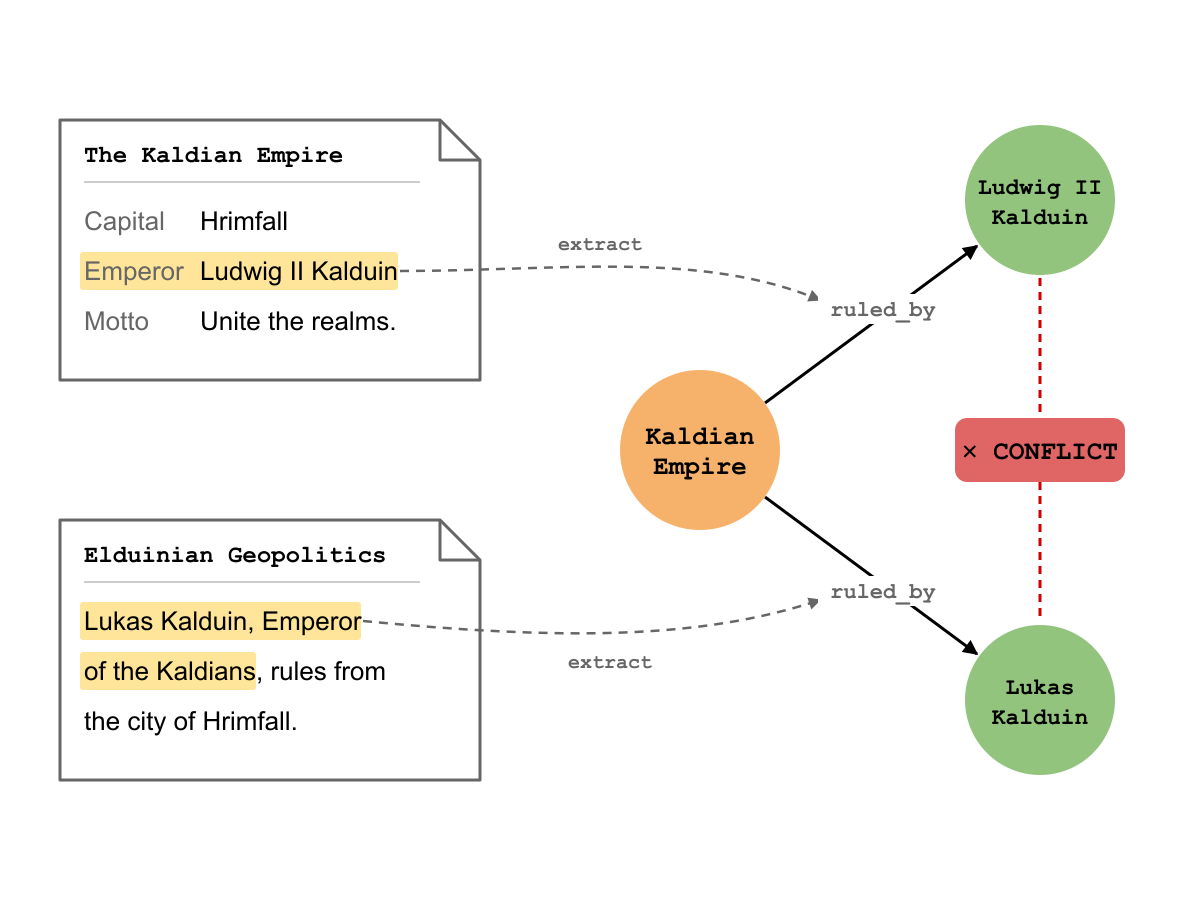 The Kaldian Empire
Capital Hrimfall
Emperor Ludwig II Kalduin
Motto Unite the realms.
Elduinian Geopolitics
Lukas Kalduin, Emperor
of the Kaldians, rules from
the city of Hrimfall.
extract
extract
ruled_by
ruled_by
Kaldian
Empire
Ludwig II
Kalduin
× CONFLICT
Lukas
Kalduin